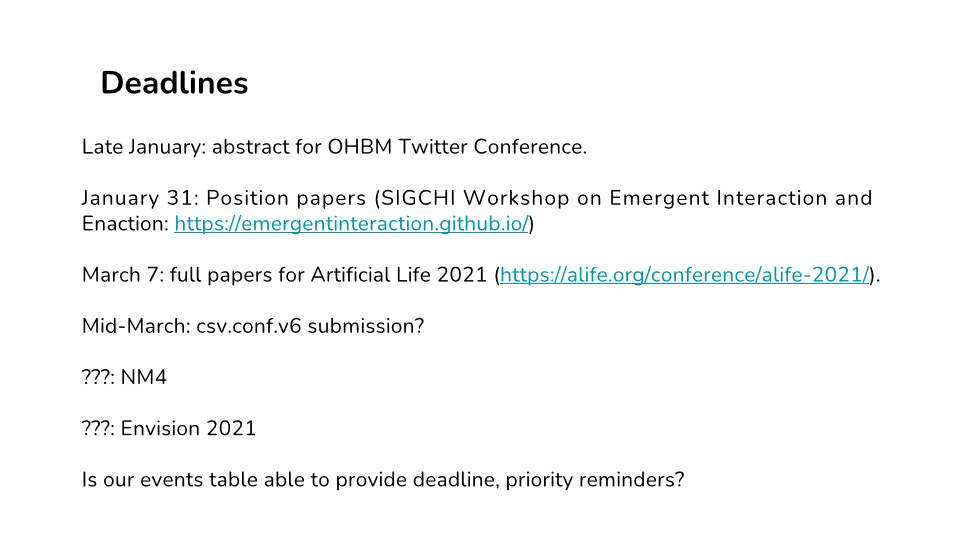 Deadlines
Late January: abstract for OHBM Twitter Conference.
January 31: Position papers (SIGCHI Workshop on Emergent Interaction and
Enaction: https://emergentinteraction.github.io/)
March 7: full papers for Artificial Life 2021 (https://alife.org/conference/alife-2021/).
Mid-March: csv.conf.v6 submission?
???: NM4
???: Envision 2021
Is our events table able to provide deadline, priority reminders?